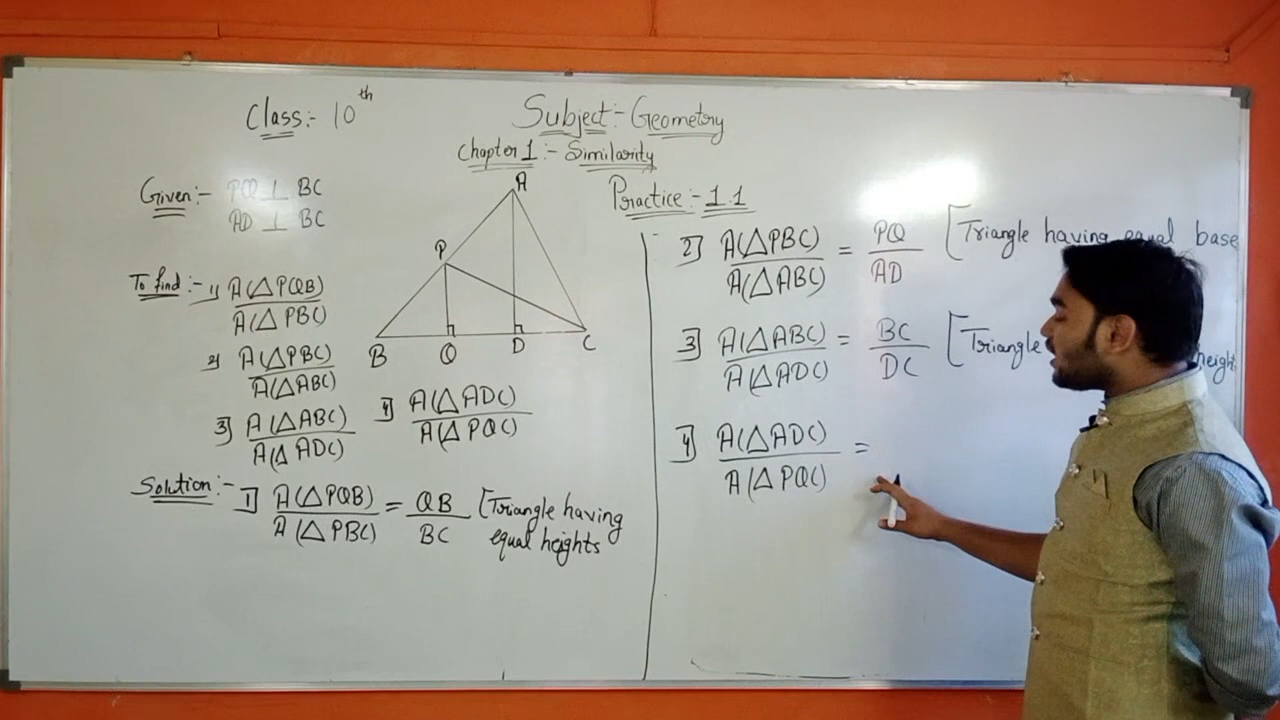 Class:- 10th
Subject:- Geometry
Chapter 1:- Similarity
Given:- PQ ⊥ BC
AD ⊥ BC
To find:- 1] A(△PQB)
A(△PBC)
2] A(△PBC)
A(△ABC)
3] A(△ABC)
A(△ADC)
4] A(△ADC)
A(△PQC)
A
P
B
Q
D
C
Solution:- 1] A(△PQB) = QB [Triangle having
A(△PBC) BC equal heights
Practice:- 1.1
2] A(△PBC) = PQ [Triangle having equal base
A(△ABC) AD
3] A(△ABC) = BC [Triangle height
A(△ADC) DC
4] A(△ADC) =
A(△PQC)